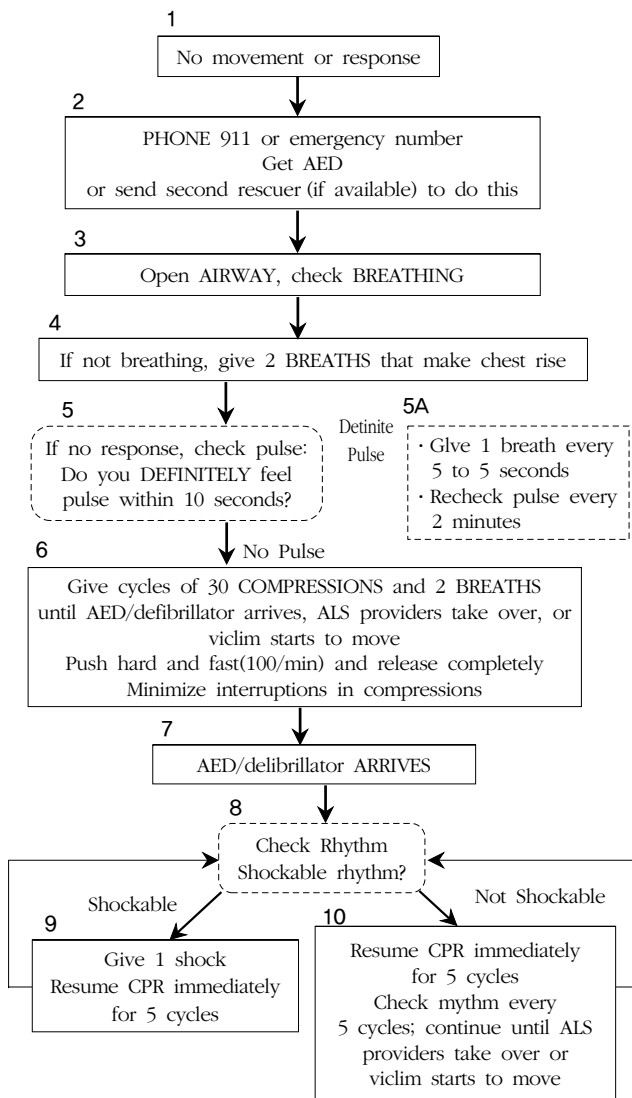 1
No movement or response
2
PHONE 911 or emergency number
Get AED
or send second rescuer (if available) to do this
3
Open AIRWAY, check BREATHING
4
If not breathing, give 2 BREATHS that make chest rise
5
If no response, check pulse:
Do you DEFINITELY feel
pulse within 10 seconds?
Detinite
Pulse
5A
· GIve 1 breath every
5 to 5 seconds
· Recheck pulse every
2 minutes
No Pulse
6
Give cycles of 30 COMPRESSIONS and 2 BREATHS
until AED/defibrillator arrives, ALS providers take over, or
viclim starts to move
Push hard and fast(100/min) and release completely
Minimize interruptions in compressions
7
AED/delibrillator ARRIVES
8
Check Rhythm
Shockable rhythm?
Shockable
Not Shockable
9
Give 1 shock
Resume CPR immediately
for 5 cycles
10
Resume CPR immediately
for 5 cycles
Check mythm every
5 cycles; continue until ALS
providers take over or
viclim starts to move